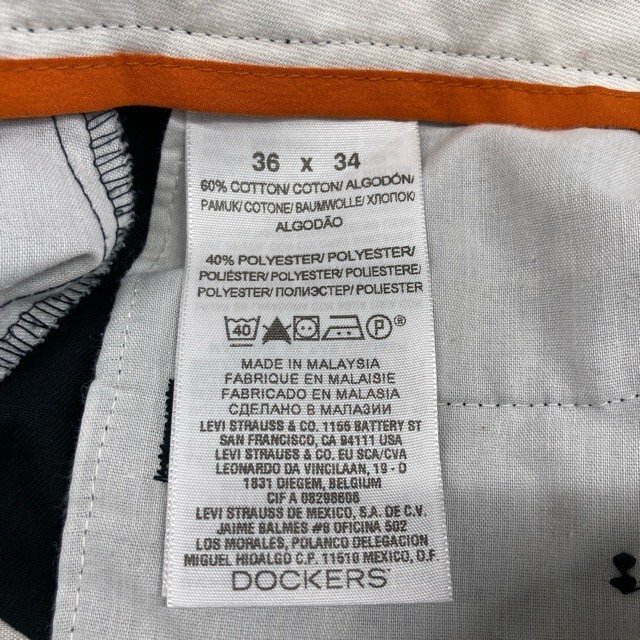 36 x 34
60% COTTON/ COTON/ ALGODÓN/
PAMUK/ COTONE/ BAUMWOLLE/ ХЛОПОК/
ALGODÃO
40% POLYESTER/ POLYESTER/
POLIÉSTER/ POLYESTER/ POLIESTERE/
POLYESTER/ ПОЛИЭСТЕР/ POLIESTER
40 P ®
MADE IN MALAYSIA
FABRIQUE EN MALAISIE
FABRICADO EN MALASIA
СДЕЛАНО В МАЛАЗИИ
LEVI STRAUSS & CO. 1155 BATTERY ST
SAN FRANCISCO, CA 94111 USA
LEVI STRAUSS & CO. EU SCA/CVA
LEONARDO DA VINCILAAN, 19 - D
1831 DIEGEM, BELGIUM
CIF A 08298606
LEVI STRAUSS DE MEXICO, S.A. DE C.V.
JAIME BALMES #8 OFICINA 502
LOS MORALES, POLANCO DELEGACION
MIGUEL HIDALGO C.P. 11510 MEXICO, D.F.
DOCKERS®